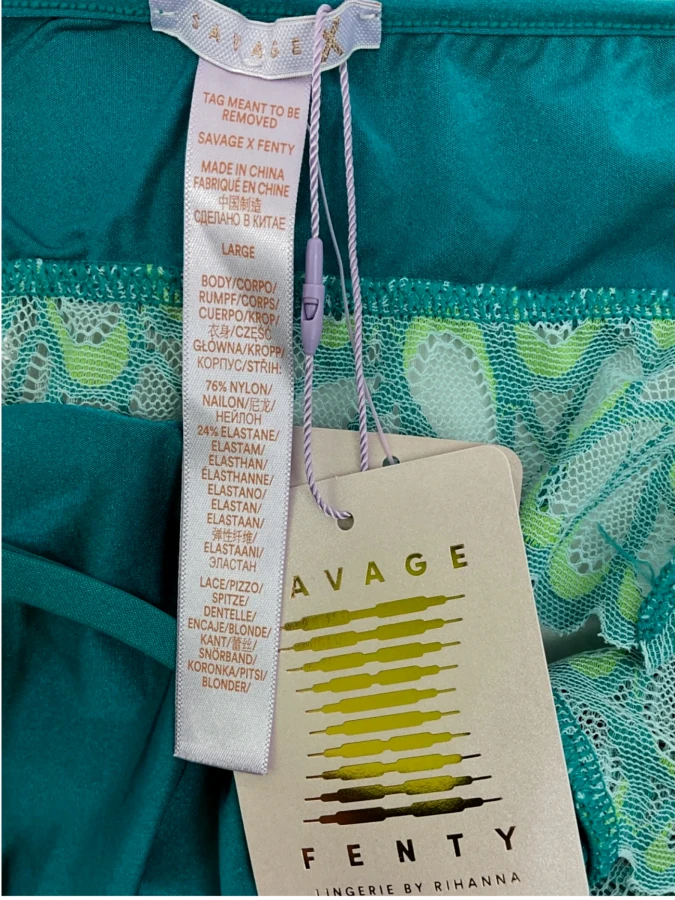 SAVAGE X
TAG MEANT TO BE
REMOVED
SAVAGE X FENTY
MADE IN CHINA
FABRIQUÉ EN CHINE
中国制造
СДЕЛАНО В КИТАЕ
LARGE
BODY/CORPO/
RUMPF/CORPS/
CUERPO/KROP/
衣身/CZĘŚĆ
GŁÓWNA/KROPP/
КОРПУС/STŘIH:
76% NYLON/
NAILON/尼龙/
НЕЙЛОН
24% ELASTANE/
ELASTAM/
ELASTHAN/
ÉLASTHANNE/
ELASTANO/
ELASTAN/
ELASTAAN/
弹性纤维/
ELASTAANI/
ЭЛАСТАН
LACE/PIZZO/
SPITZE/
DENTELLE/
ENCAJE/BLONDE/
KANT/蕾丝/
SNÖRBAND/
KORONKA/PITSI/
BLONDER/
AVAGE
FENTY
LINGERIE BY RIHANNA